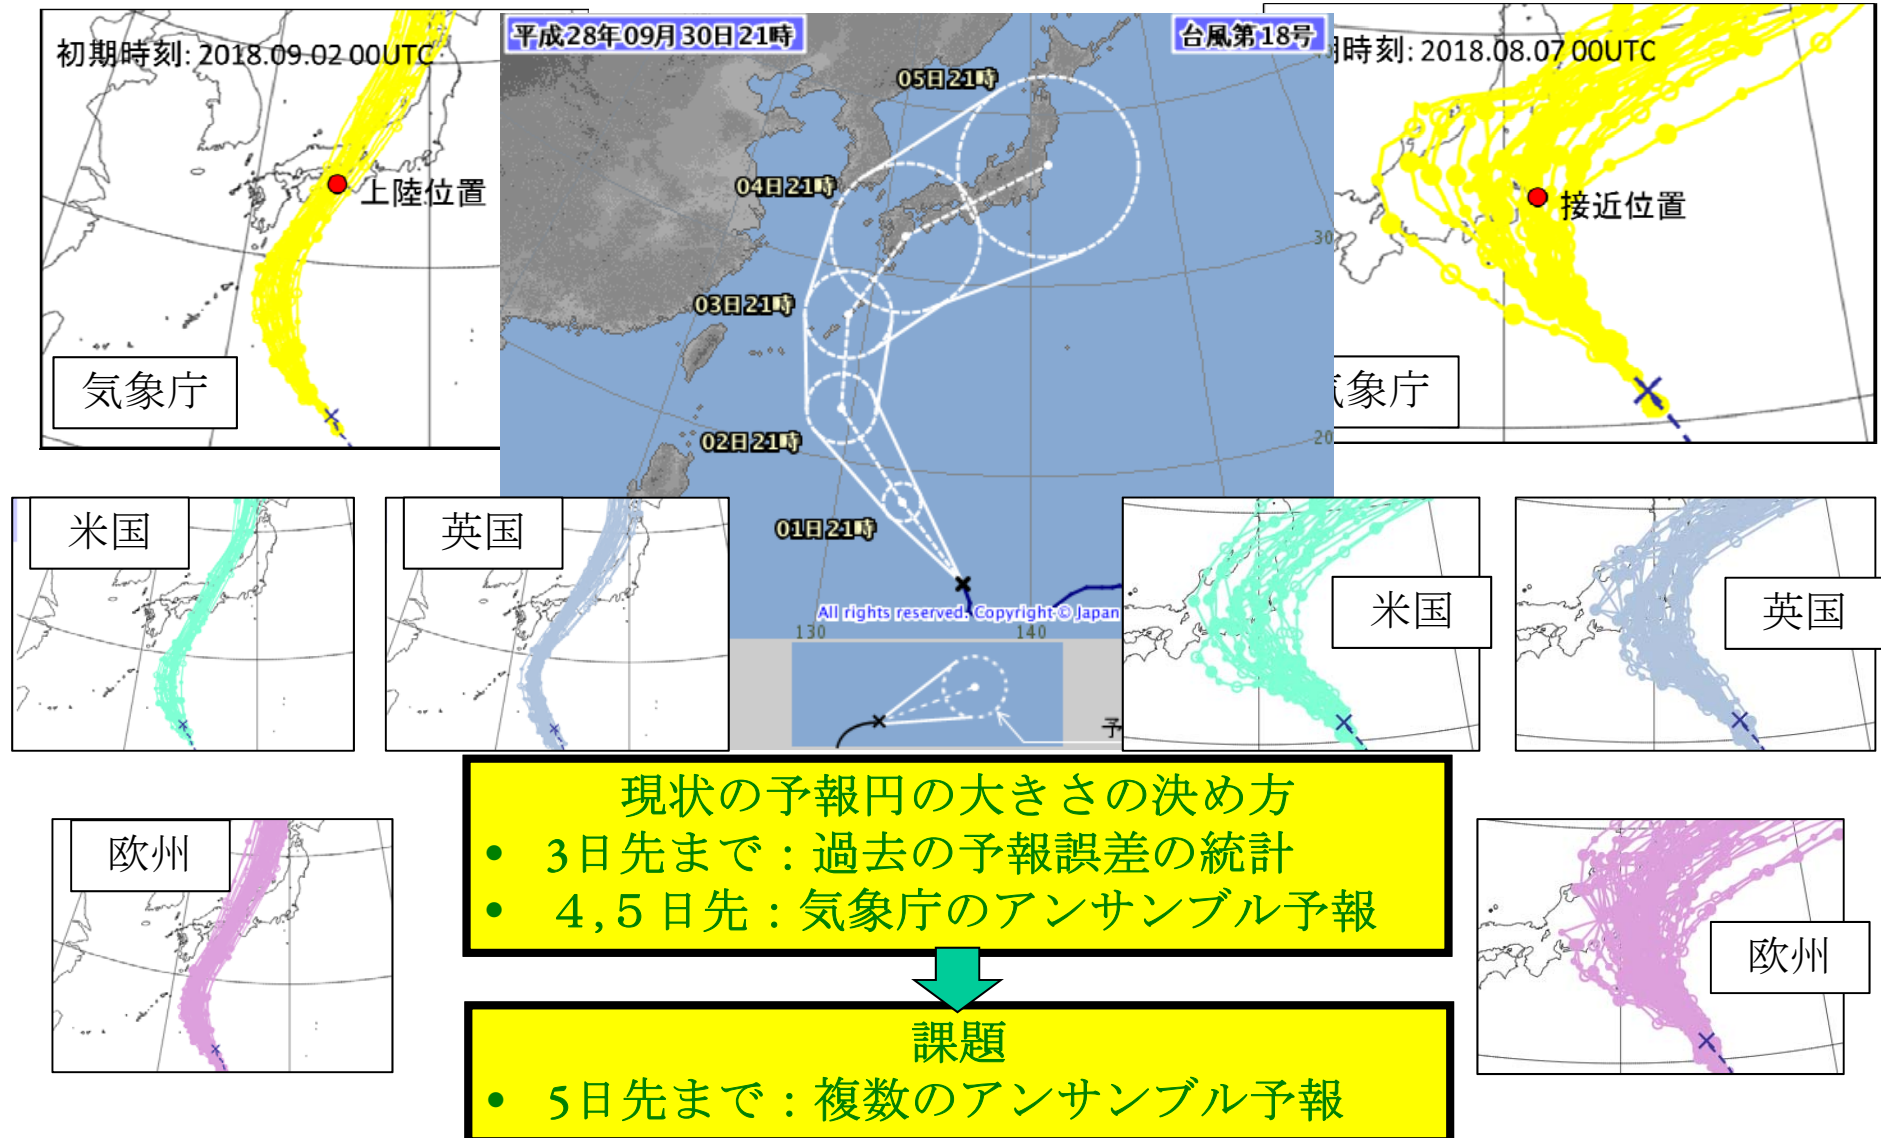 初期時刻: 2018.09.02 00UTC
上陸位置
気象庁
平成28年09月30日21時
台風第18号
05日21時
04日21時
03日21時
02日21時
01日21時
30
20
130
140
All rights reserved. Copyright © Japan
予
期時刻: 2018.08.07 00UTC
接近位置
気象庁
米国
英国
米国
英国
欧州
欧州
現状の予報円の大きさの決め方
• 3日先まで：過去の予報誤差の統計
• 4,5日先：気象庁のアンサンブル予報
課題
• 5日先まで：複数のアンサンブル予報